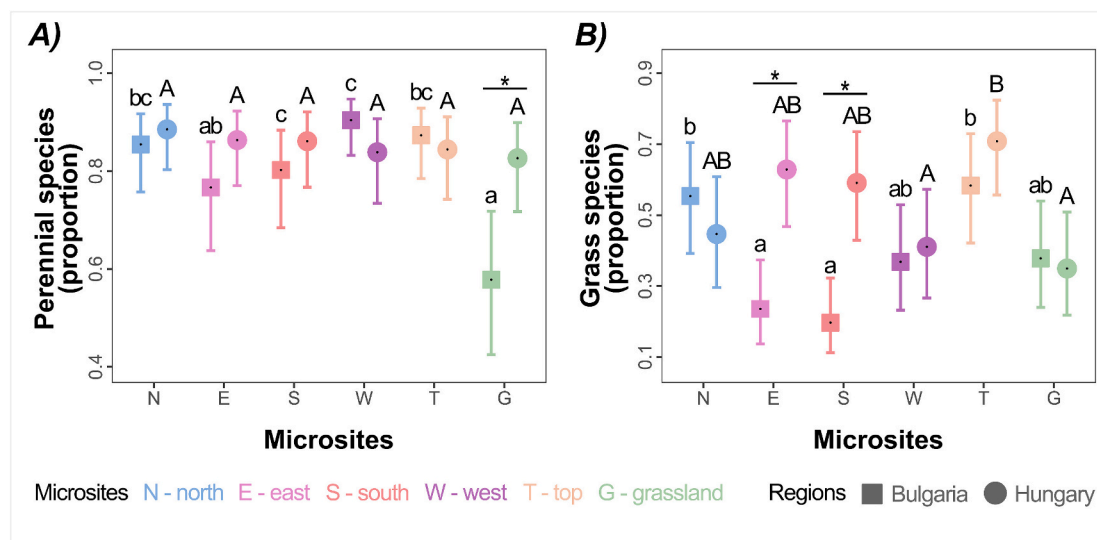 A)
Perennial species
(proportion)
1.0
0.8
0.6
0.4
bc A ab A c A c A bc A a * A
N E S W T G
Microsites
B)
Grass species
(proportion)
0.9
0.7
0.5
0.3
0.1
b AB a * AB a * AB ab A b B ab A
N E S W T G
Microsites
Microsites N - north E - east S - south W - west T - top G - grassland Regions Bulgaria Hungary